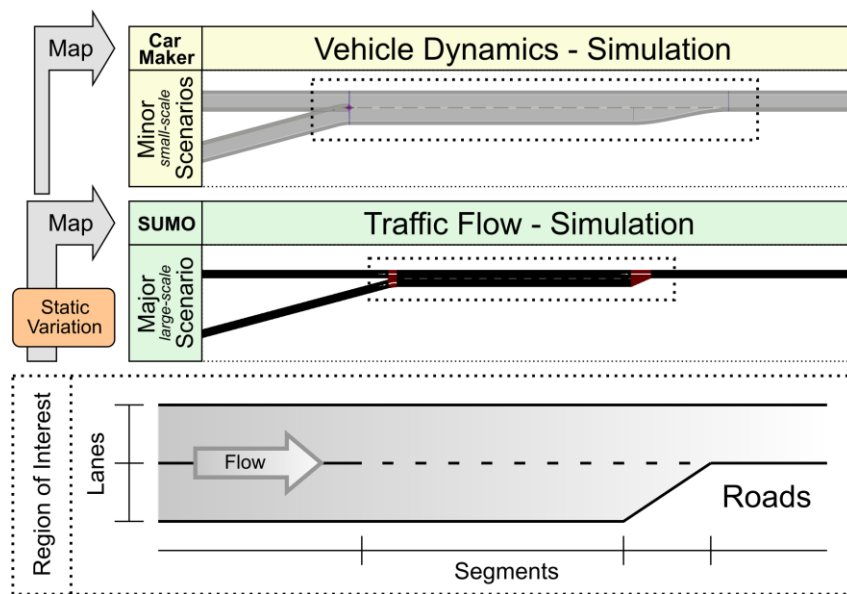 Map
Car
Maker
Vehicle Dynamics - Simulation
Minor
small-scale
Scenarios
Map
SUMO
Traffic Flow - Simulation
Static
Variation
Major
large-scale
Scenario
Region of Interest
Lanes
Flow
Roads
Segments